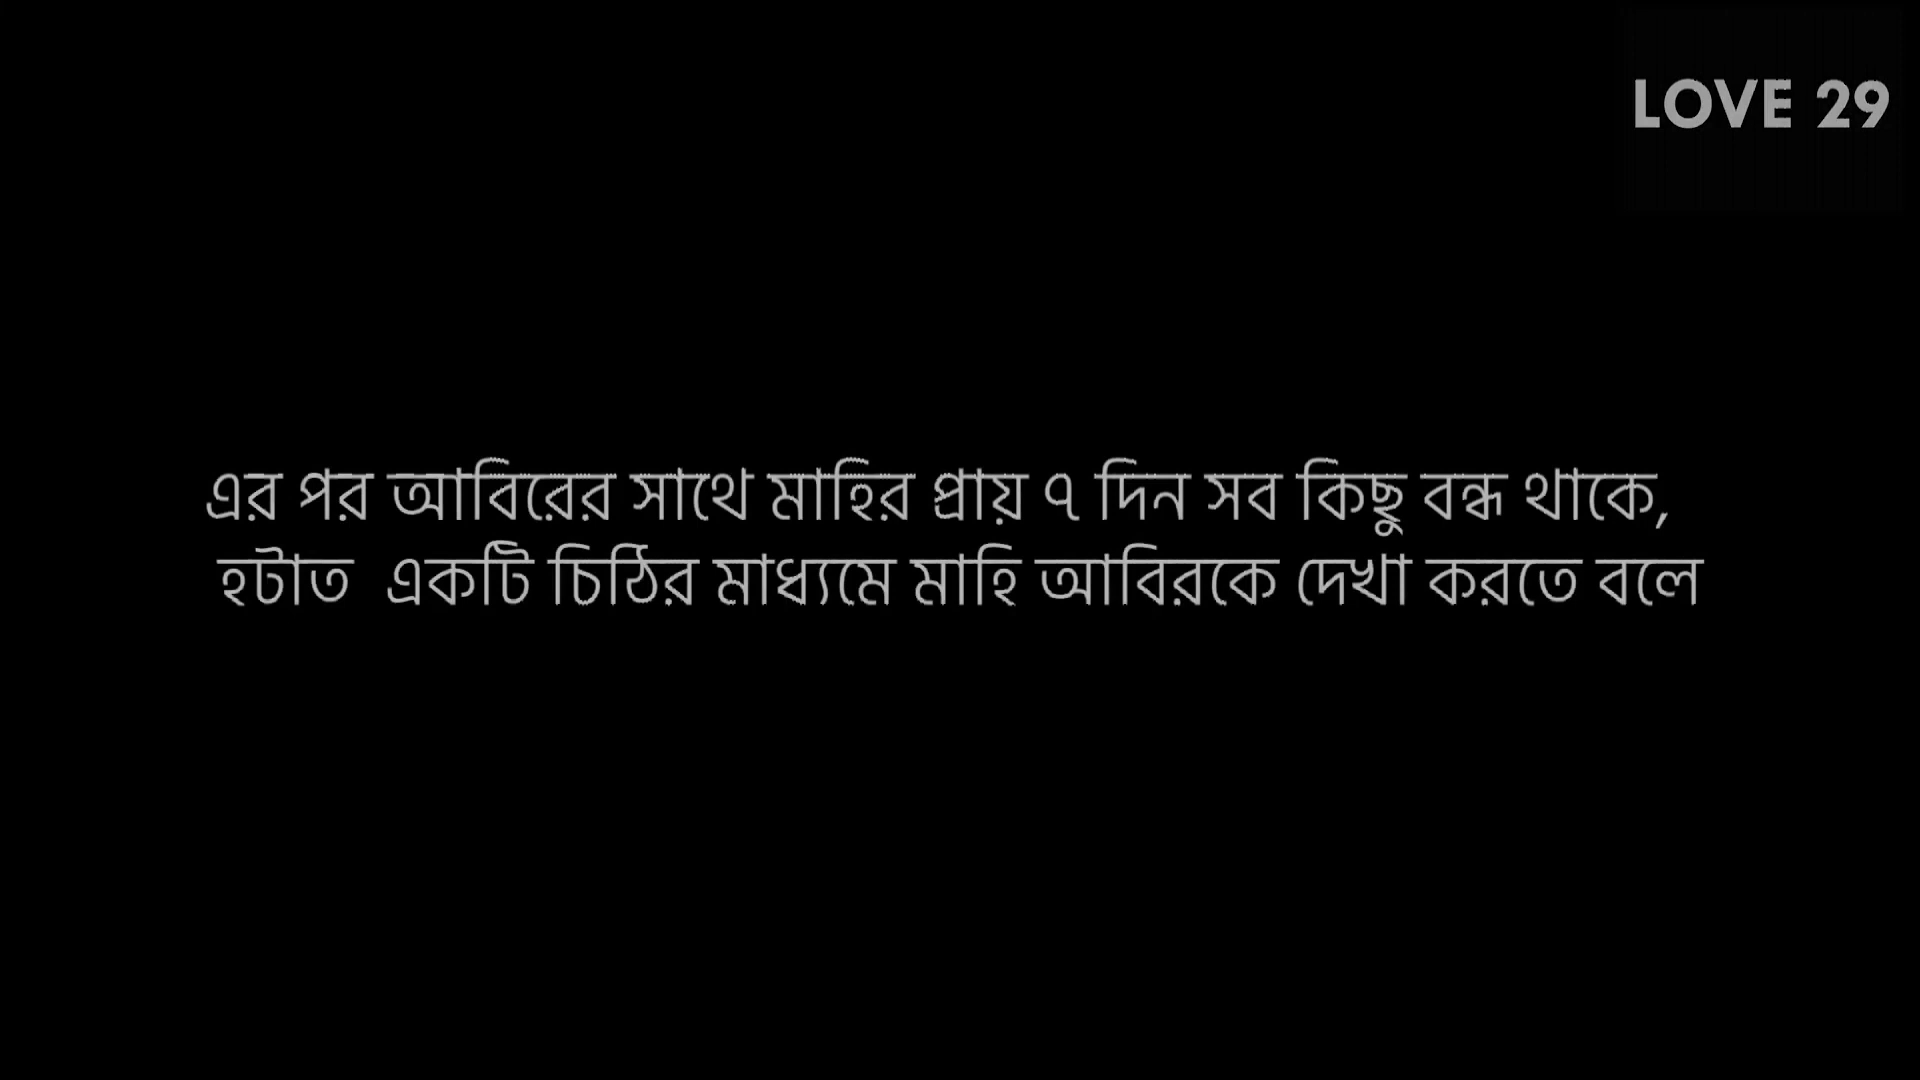 LOVE 29
এর পর আবিরের সাথে মাহির প্রায় ৭ দিন সব কিছু বন্ধ থাকে,
হটাত একটি চিঠির মাধ্যমে মাহি আবিরকে দেখা করতে বলে